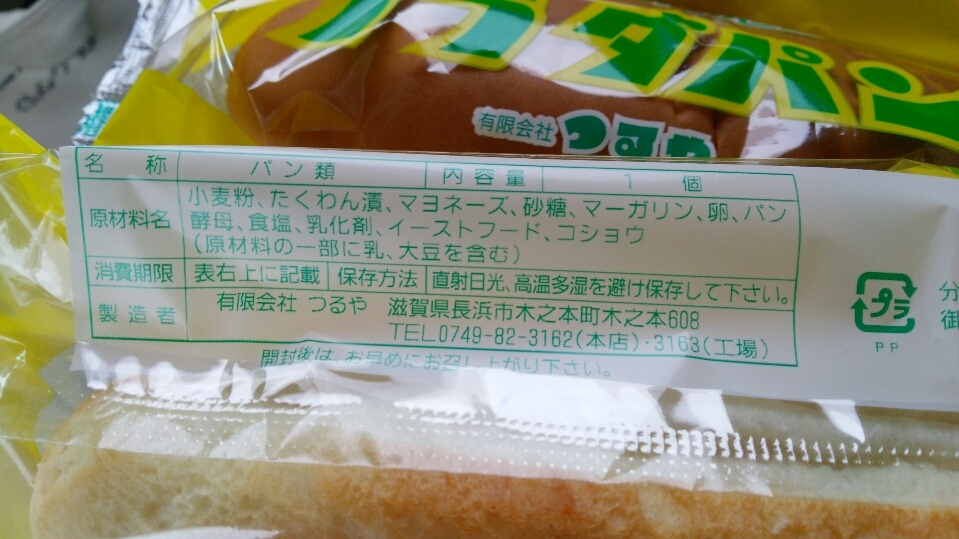 ラダパン
有限会社 つるや
名 称 パン類 内容量 1 個
原材料名 小麦粉、たくわん漬、マヨネーズ、砂糖、マーガリン、卵、パン
酵母、食塩、乳化剤、イーストフード、コショウ
(原材料の一部に乳、大豆を含む)
消費期限 表右上に記載 保存方法 直射日光、高温多湿を避け保存して下さい。
製造者 有限会社 つるや 滋賀県長浜市木之本町木之本608
TEL0749-82-3162(本店)・3163(工場)
開封後は、お早めにお召し上がり下さい。
プラ
PP
分
御